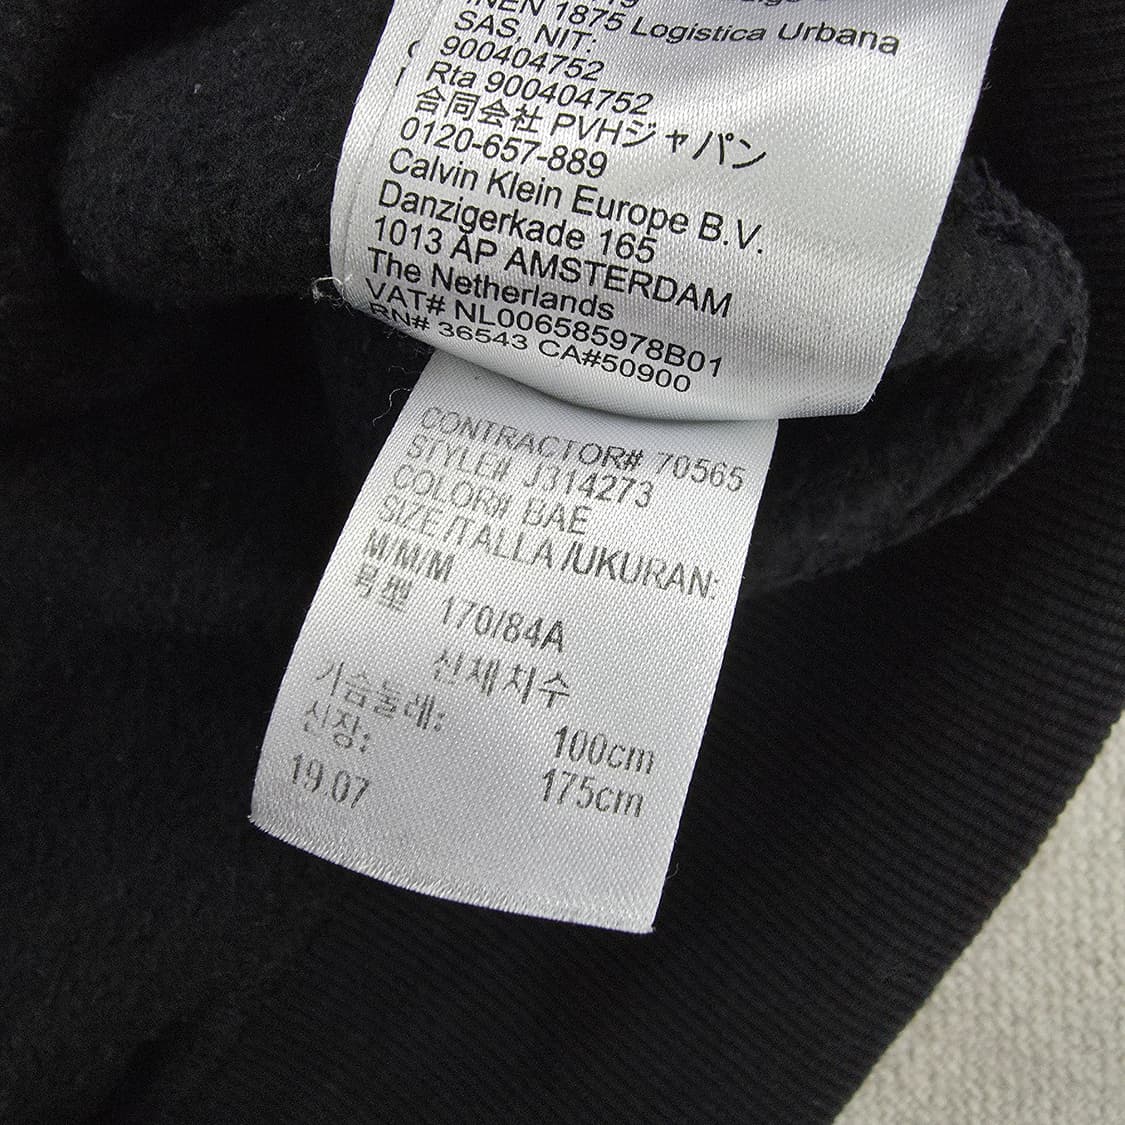 INEN 1875 Logistica Urbana
SAS, NIT:
900404752
Rta 900404752
合同会社 PVHジャパン
0120-657-889
Calvin Klein Europe B.V.
Danzigerkade 165
1013 AP AMSTERDAM
The Netherlands
VAT# NL006585978B01
RN# 36543 CA#50900
CONTRACTOR# 70565
STYLE# J314273
COLOR# BAE
SIZE/TALLA/UKURAN:
M/M/M
号型 170/84A
신체치수
가슴둘레: 100cm
신장: 175cm
19.07